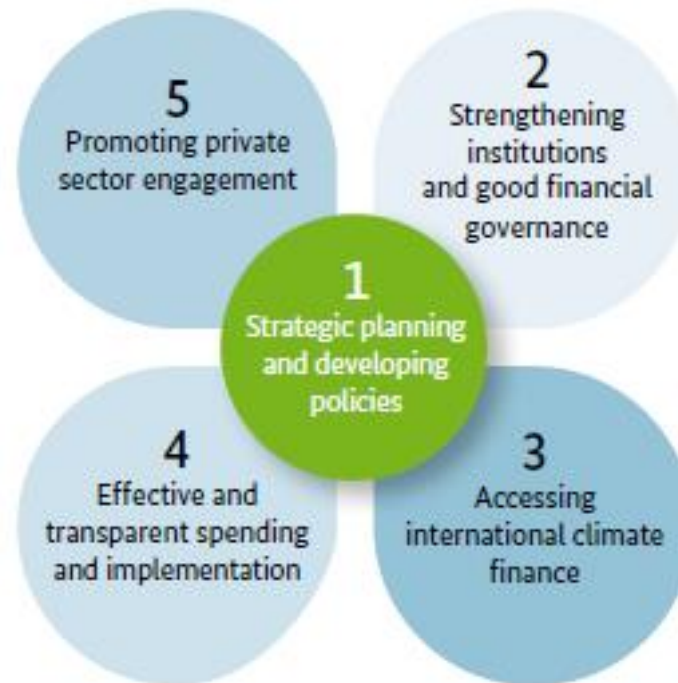 5
Promoting private
sector engagement
2
Strengthening
institutions
and good financial
governance
1
Strategic planning
and developing
policies
4
Effective and
transparent spending
and implementation
3
Accessing
international climate
finance